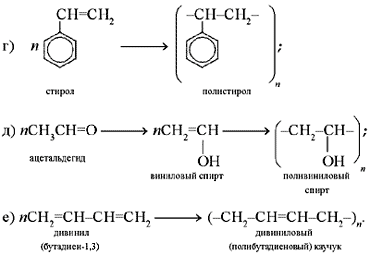 CH=CH₂ –CH–CH₂–
г) n ⟶ ( )ₙ ;
стирол полистирол
д) nCH₃CH=O ⟶ nCH₂=CH ⟶ (–CH₂–CH–)ₙ;
OH OH
ацетальдегид виниловый спирт поливиниловый
спирт
е) nCH₂=CH–CH=CH₂ ⟶ (–CH₂–CH=CH–CH₂–)ₙ.
дивинил дивиниловый
(бутадиен-1,3) (полибутадиеновый) каучук